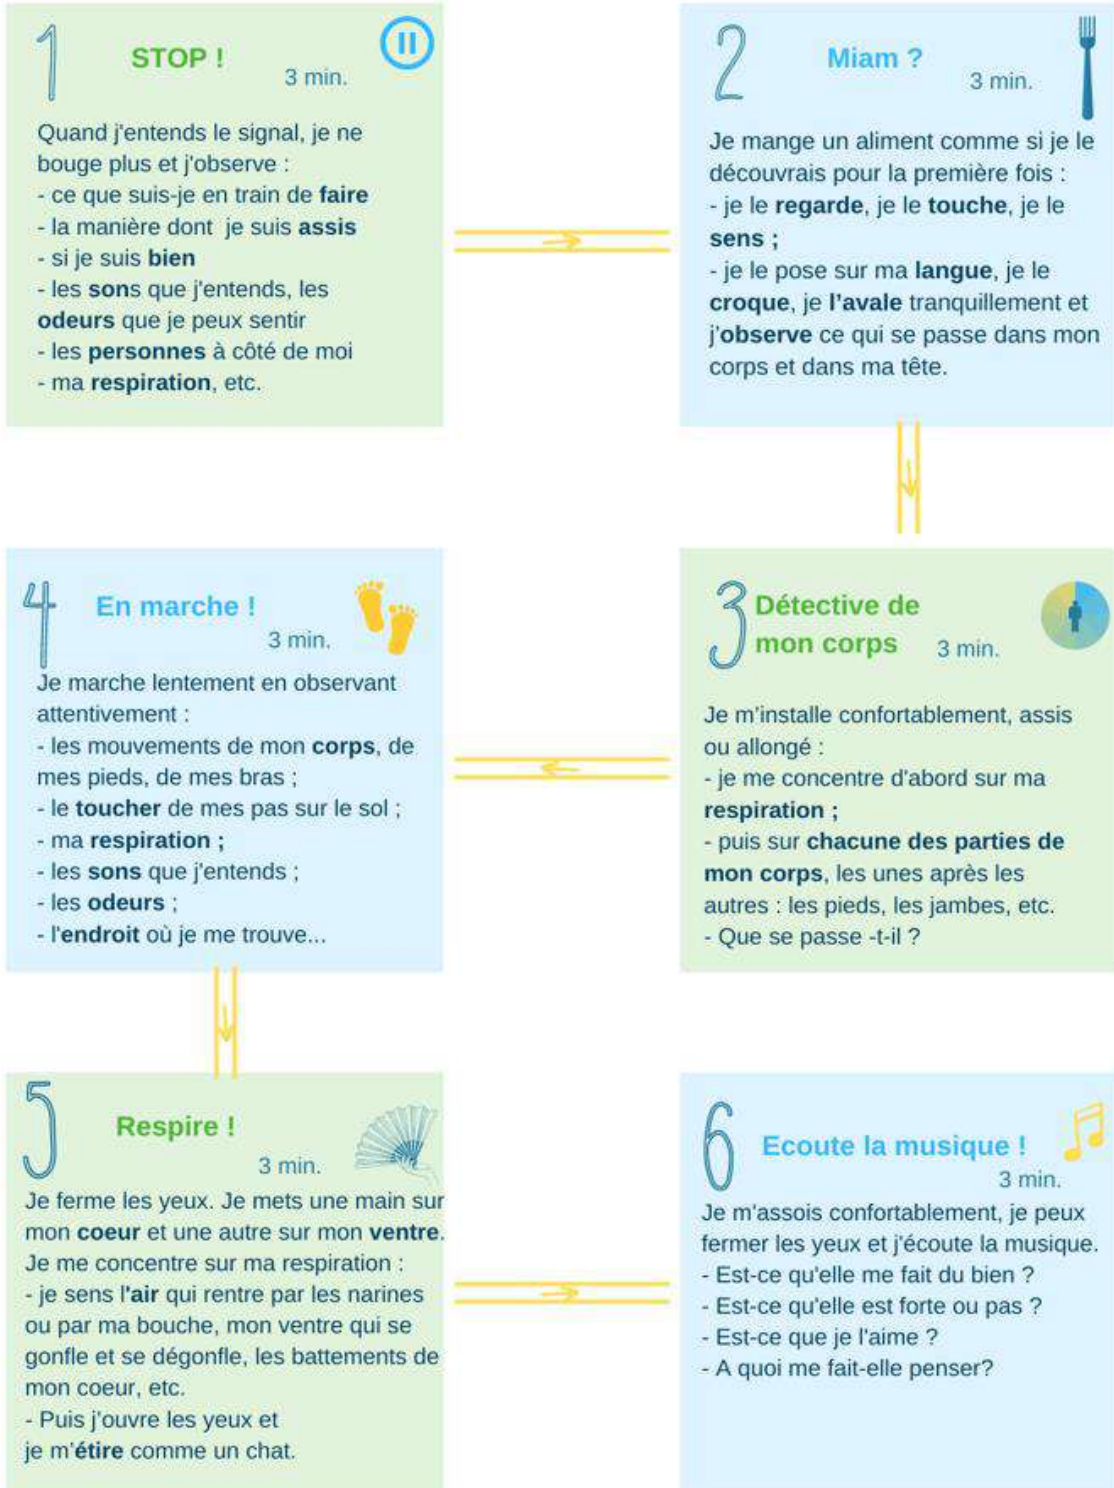 1
STOP !
3 min.
Quand j'entends le signal, je ne
bouge plus et j'observe :
- ce que suis-je en train de faire
- la manière dont  je suis assis
- si je suis bien
- les sons que j'entends, les
odeurs que je peux sentir
- les personnes à côté de moi
- ma respiration, etc.
2
Miam ?
3 min.
Je mange un aliment comme si je le
découvrais pour la première fois :
- je le regarde, je le touche, je le
sens ;
- je le pose sur ma langue, je le
croque, je l’avale tranquillement et
j'observe ce qui se passe dans mon
corps et dans ma tête.
3
Détective de
mon corps
3 min.
Je m’installe confortablement, assis
ou allongé :
- je me concentre d'abord sur ma
respiration ;
- puis sur chacune des parties de
mon corps, les unes après les
autres : les pieds, les jambes, etc.
- Que se passe -t-il ?
4
En marche !
3 min.
Je marche lentement en observant
attentivement :
- les mouvements de mon corps, de
mes pieds, de mes bras ;
- le toucher de mes pas sur le sol ;
- ma respiration ;
- les sons que j'entends ;
- les odeurs ;
- l'endroit où je me trouve...
5
Respire !
3 min.
Je ferme les yeux. Je mets une main sur
mon coeur et une autre sur mon ventre.
Je me concentre sur ma respiration :
- je sens l'air qui rentre par les narines
ou par ma bouche, mon ventre qui se
gonfle et se dégonfle, les battements de
mon coeur, etc.
- Puis j’ouvre les yeux et
je m’étire comme un chat.
6
Ecoute la musique !
3 min.
Je m'assois confortablement, je peux
fermer les yeux et j'écoute la musique.
- Est-ce qu'elle me fait du bien ?
- Est-ce qu'elle est forte ou pas ?
- Est-ce que je l'aime ?
- A quoi me fait-elle penser?